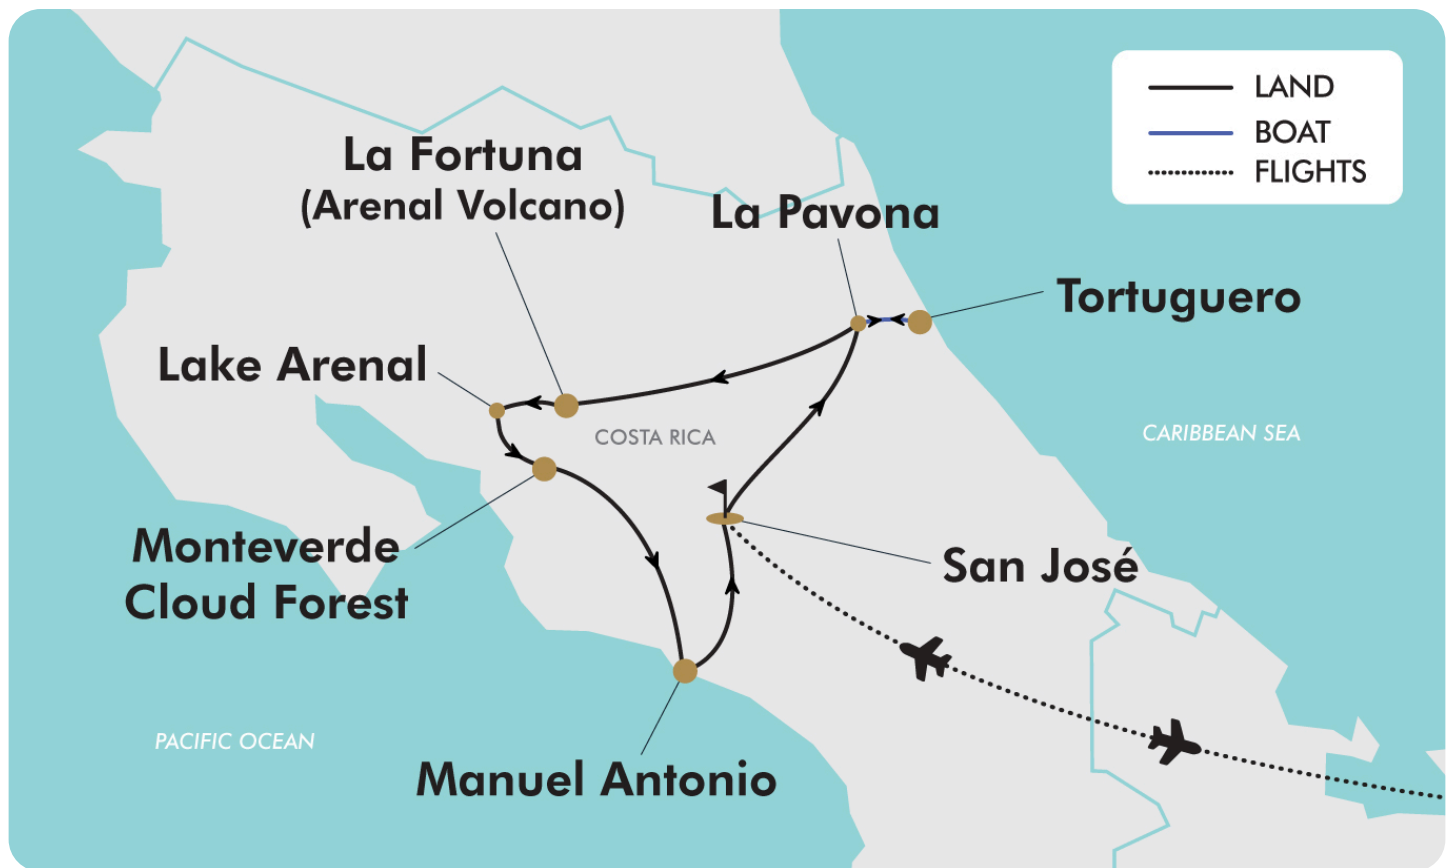 LAND
BOAT
FLIGHTS
La Fortuna
(Arenal Volcano)
La Pavona
Tortuguero
Lake Arenal
COSTA RICA
CARIBBEAN SEA
Monteverde
Cloud Forest
San José
PACIFIC OCEAN
Manuel Antonio